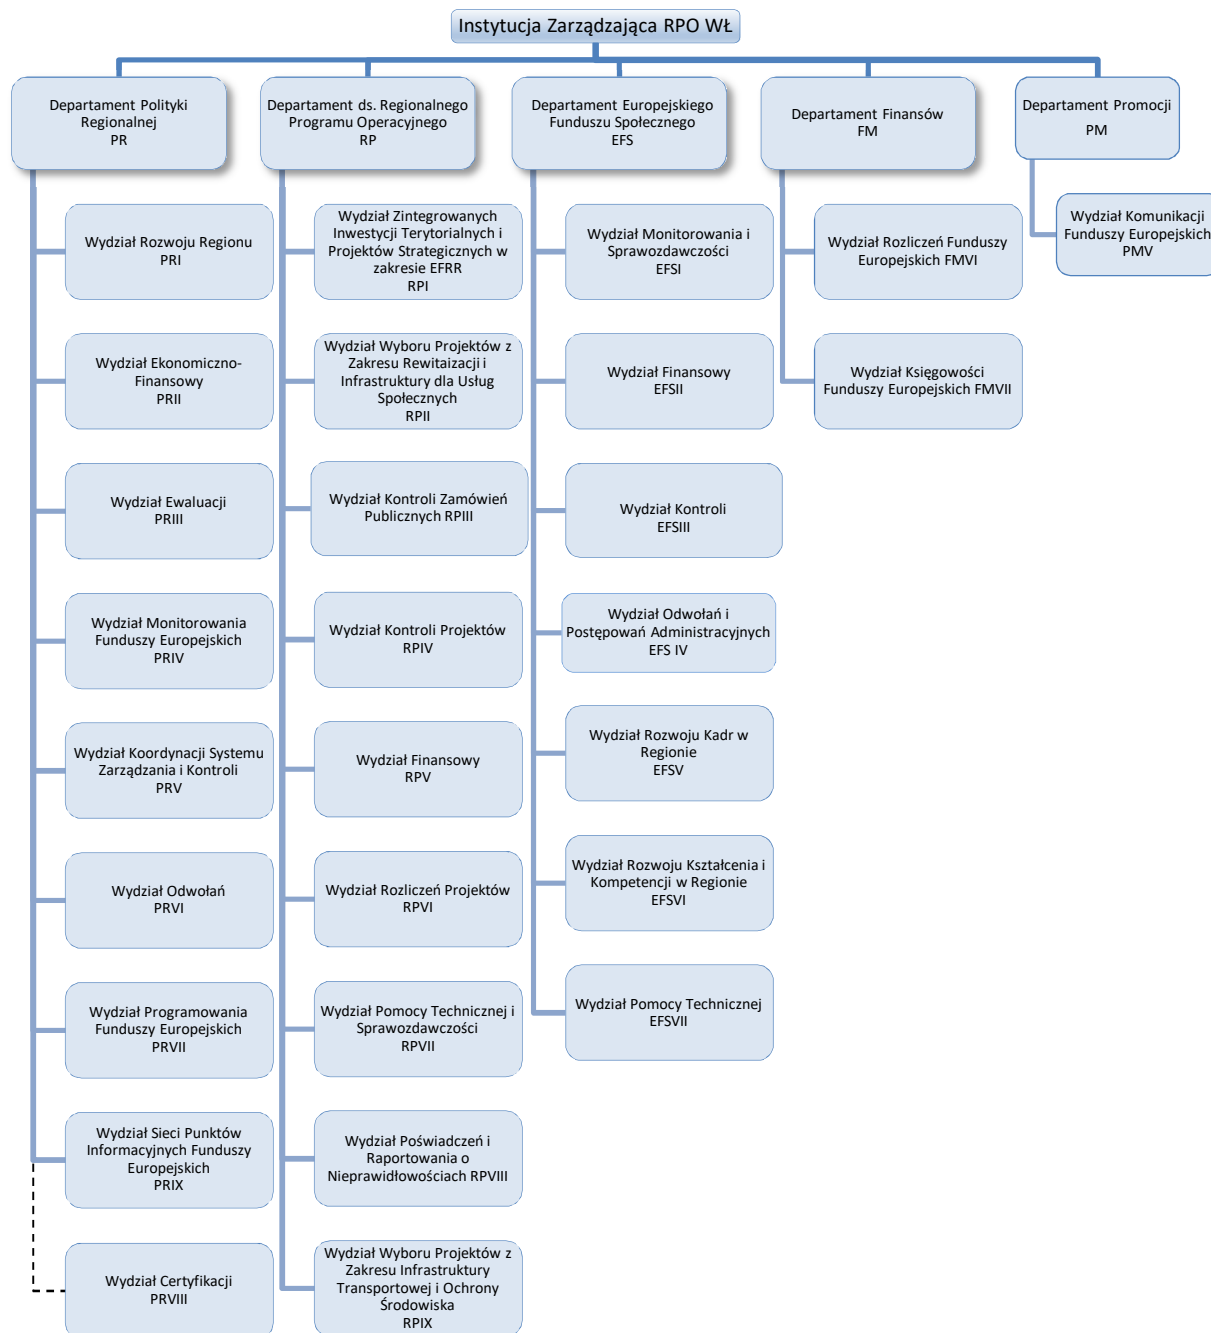 Instytucja Zarządzająca RPO WŁ
Departament Polityki
Regionalnej
PR
Wydział Rozwoju Regionu
PRI
Wydział Ekonomiczno-
Finansowy
PRII
Wydział Ewaluacji
PRIII
Wydział Monitorowania
Funduszy Europejskich
PRIV
Wydział Koordynacji Systemu
Zarządzania i Kontroli
PRV
Wydział Odwołań
PRVI
Wydział Programowania
Funduszy Europejskich
PRVII
Wydział Sieci Punktów
Informacyjnych Funduszy
Europejskich
PRIX
Wydział Certyfikacji
PRVIII
Departament ds. Regionalnego
Programu Operacyjnego
RP
Wydział Zintegrowanych
Inwestycji Terytorialnych i
Projektów Strategicznych w
zakresie EFRR
RPI
Wydział Wyboru Projektów z
Zakresu Rewitaizacji i
Infrastruktury dla Usług
Społecznych
RPII
Wydział Kontroli Zamówień
Publicznych RPIII
Wydział Kontroli Projektów
RPIV
Wydział Finansowy
RPV
Wydział Rozliczeń Projektów
RPVI
Wydział Pomocy Technicznej i
Sprawozdawczości
RPVII
Wydział Poświadczeń i
Raportowania o
Nieprawidłowościach RPVIII
Wydział Wyboru Projektów z
Zakresu Infrastruktury
Transportowej i Ochrony
Środowiska
RPIX
Departament Europejskiego
Funduszu Społecznego
EFS
Wydział Monitorowania i
Sprawozdawczości
EFSI
Wydział Finansowy
EFSII
Wydział Kontroli
EFSIII
Wydział Odwołań i
Postępowań Administracyjnych
EFS IV
Wydział Rozwoju Kadr w
Regionie
EFSV
Wydział Rozwoju Kształcenia i
Kompetencji w Regionie
EFSVI
Wydział Pomocy Technicznej
EFSVII
Departament Finansów
FM
Wydział Rozliczeń Funduszy
Europejskich FMVI
Wydział Księgowości
Funduszy Europejskich FMVII
Departament Promocji
PM
Wydział Komunikacji
Funduszy Europejskich
PMV